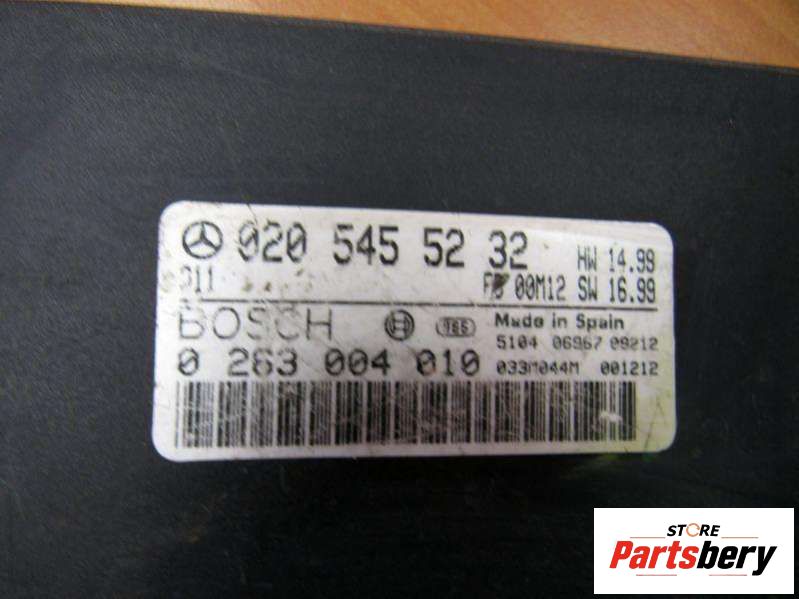 020 545 52 32 HW 14.99
00M12 SW 16.99
BOSCH Made in Spain
5104 06967 09212
0 263 004 010 033M044M 001212
STORE
Partsbery